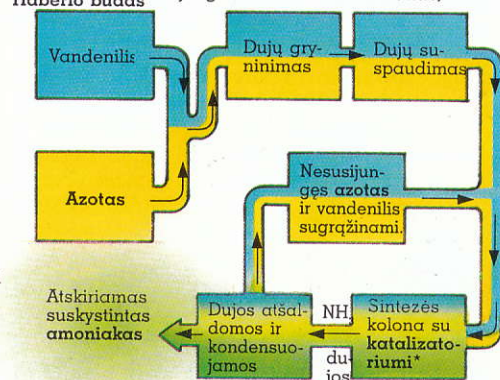 Haberio būdas
Vandenilis
Dujų gry-
ninimas
Dujų su-
spaudimas
Azotas
Nesusijun-
gęs azotas
ir vandenilis
sugrąžinami.
Atskiriamas
suskystintas
amoniakas
Dujos atšal-
domos ir
kondensuo-
jamos
NH
du-
jos
Sintezės
kolona su
katalizato-
riumi*